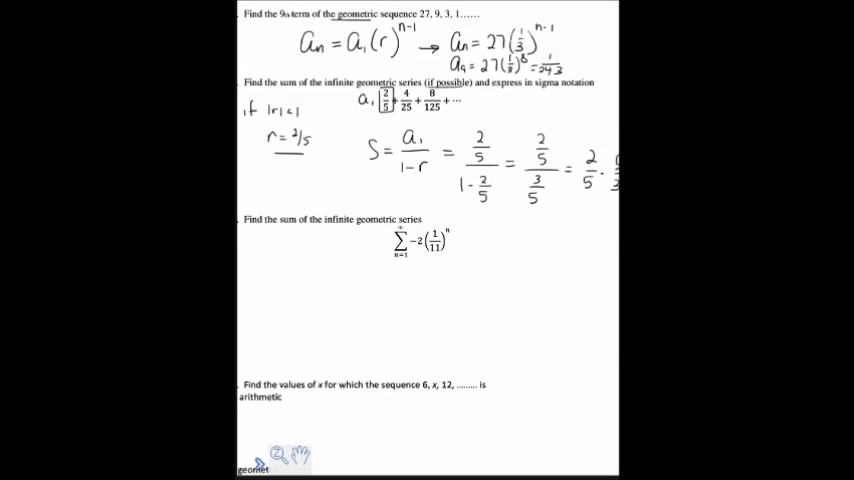 . Find the 9th term of the geometric sequence 27, 9, 3, 1……
an = a1(r)^n-1 → an = 27(1/3)^n-1
a9 = 27(1/3)^8 = 1/243
Find the sum of the infinite geometric series (if possible) and express in sigma notation
a1 2/5 + 4/25 + 8/125 + ⋯
if |r|<1
r = 2/5
S = a1/1-r = 2/5/1-2/5 = 2/5/3/5 = 2/5 ·
. Find the sum of the infinite geometric series
∞∑n=1 −2(1/11)^n
. Find the values of x for which the sequence 6, x, 12, ……... is
arithmetic
geomet